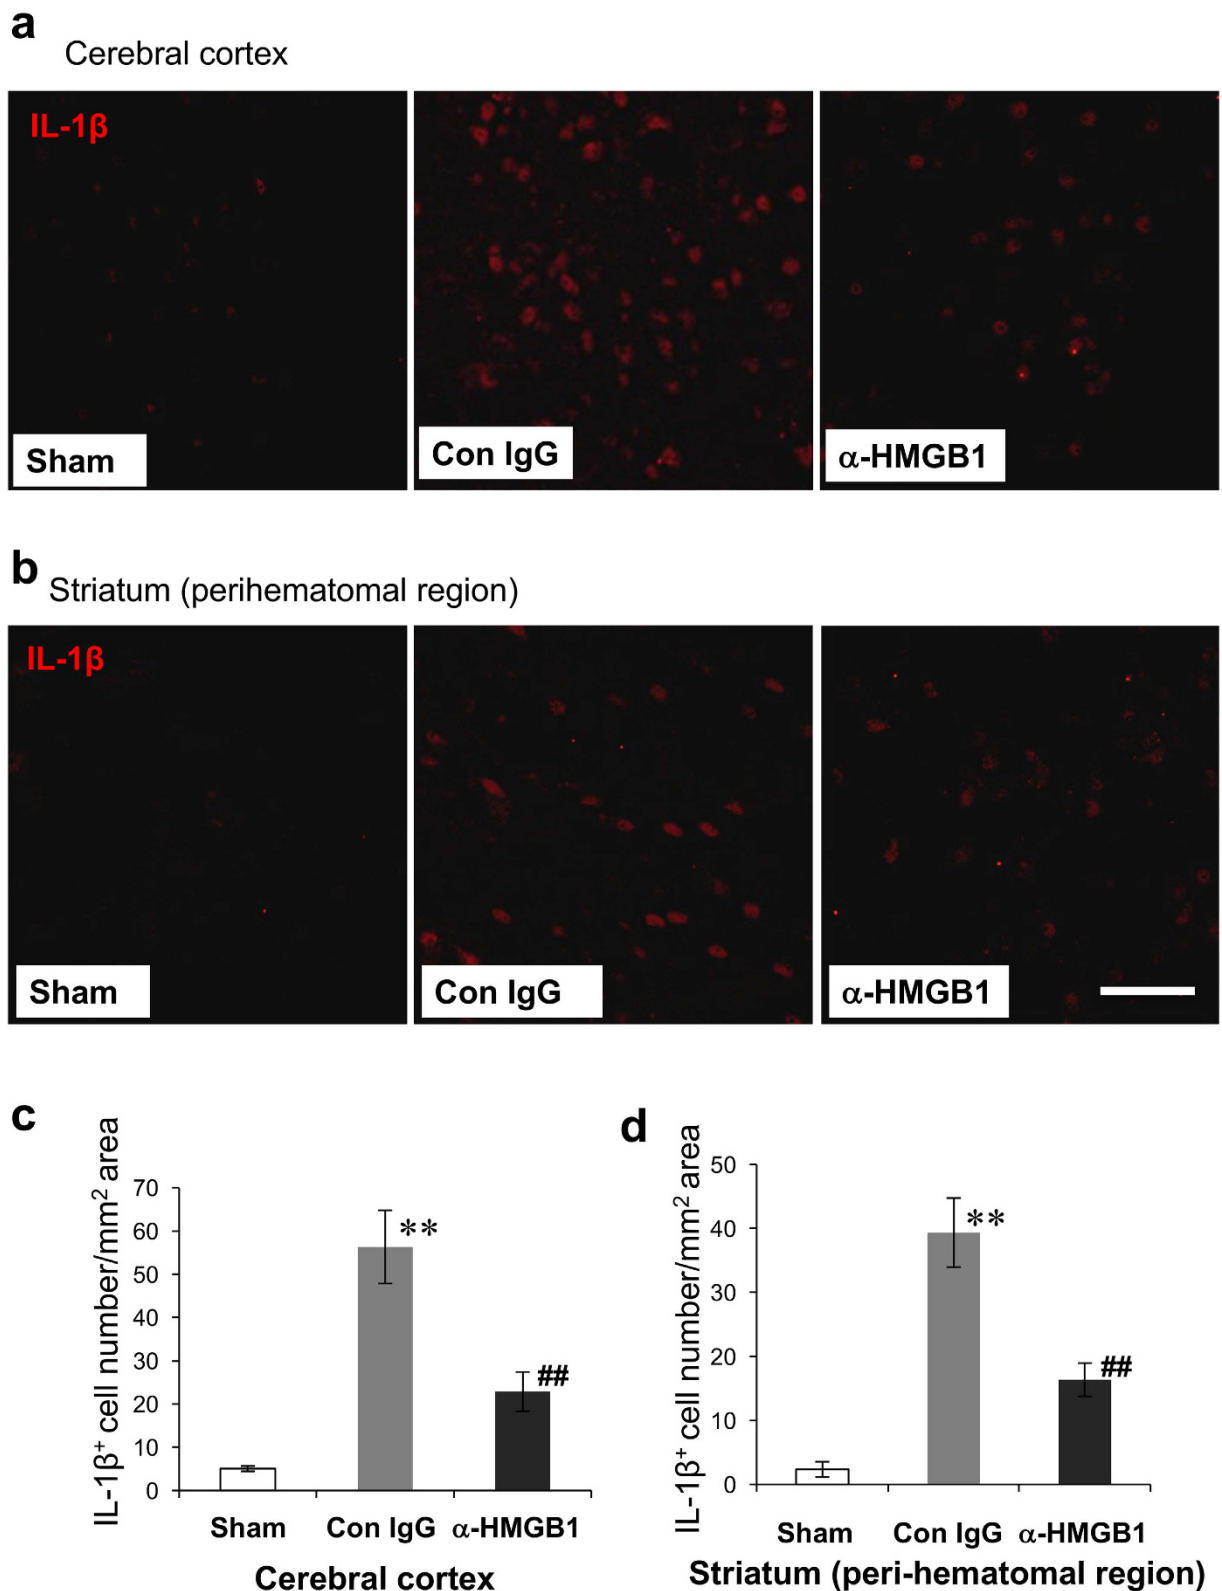 a
Cerebral cortex
IL-1β
Sham
Con IgG
α-HMGB1
b
Striatum (perihematomal region)
IL-1β
Sham
Con IgG
α-HMGB1
c
IL-1β⁺ cell number/mm² area
70
60
50
40
30
20
10
0
**
##
Sham Con IgG α-HMGB1
Cerebral cortex
d
IL-1β⁺ cell number/mm² area
50
40
30
20
10
0
**
##
Sham Con IgG α-HMGB1
Striatum (peri-hematomal region)